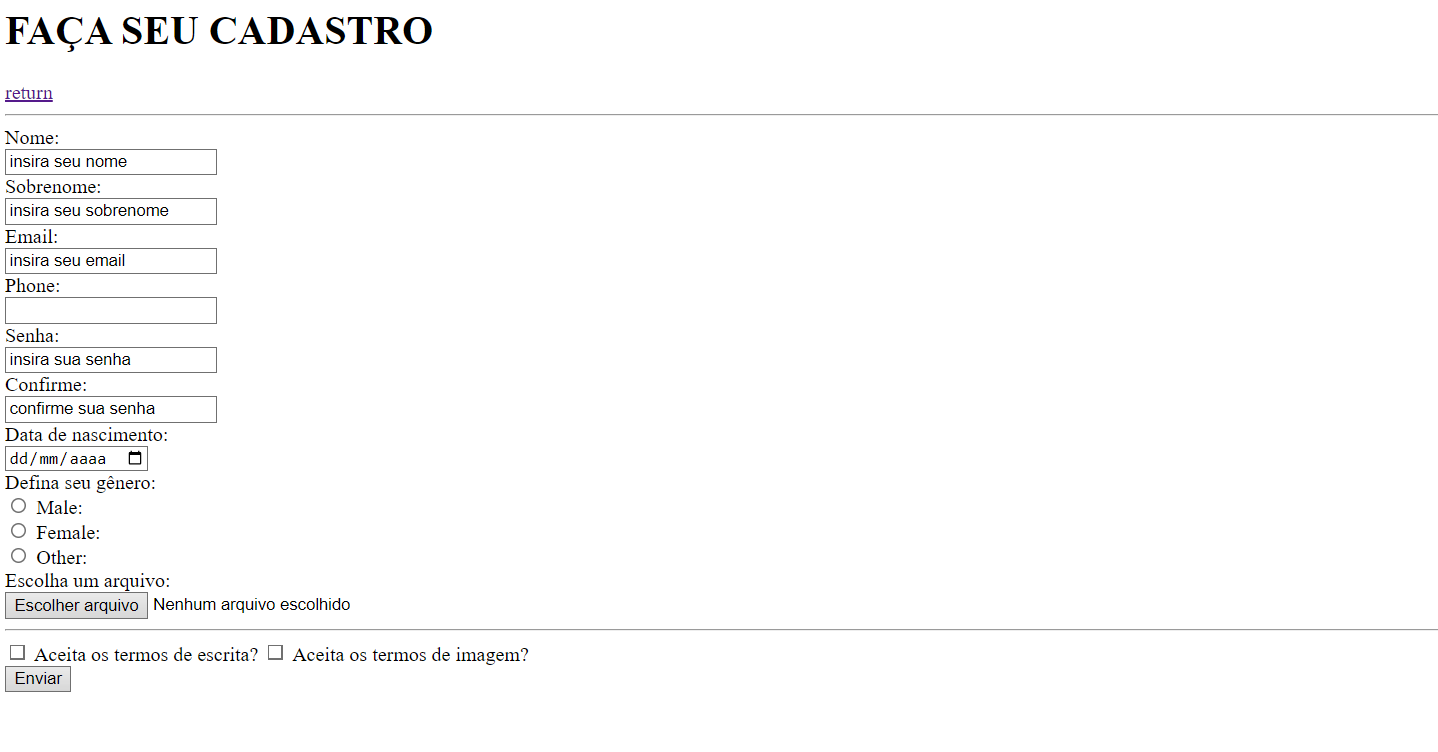 FAÇA SEU CADASTRO
return
Nome:
insira seu nome
Sobrenome:
insira seu sobrenome
Email:
insira seu email
Phone:
Senha:
insira sua senha
Confirme:
confirme sua senha
Data de nascimento:
dd/mm/aaaa
Defina seu gênero:
Male:
Female:
Other:
Escolha um arquivo:
Escolher arquivo Nenhum arquivo escolhido
Aceita os termos de escrita? Aceita os termos de imagem?
Enviar